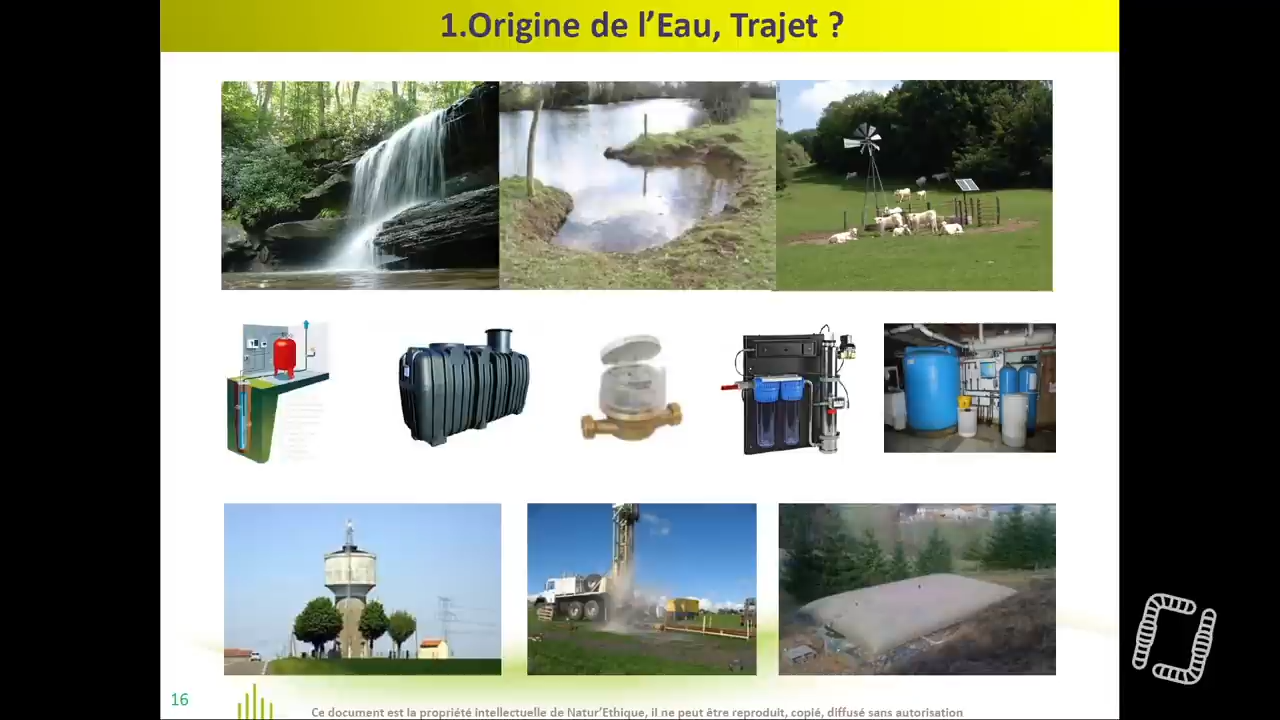 1.Origine de l'Eau, Trajet ?
16
Ce document est la propriété intellectuelle de Natur'Ethique, il ne peut être reproduit, copié, diffusé sans autorisation